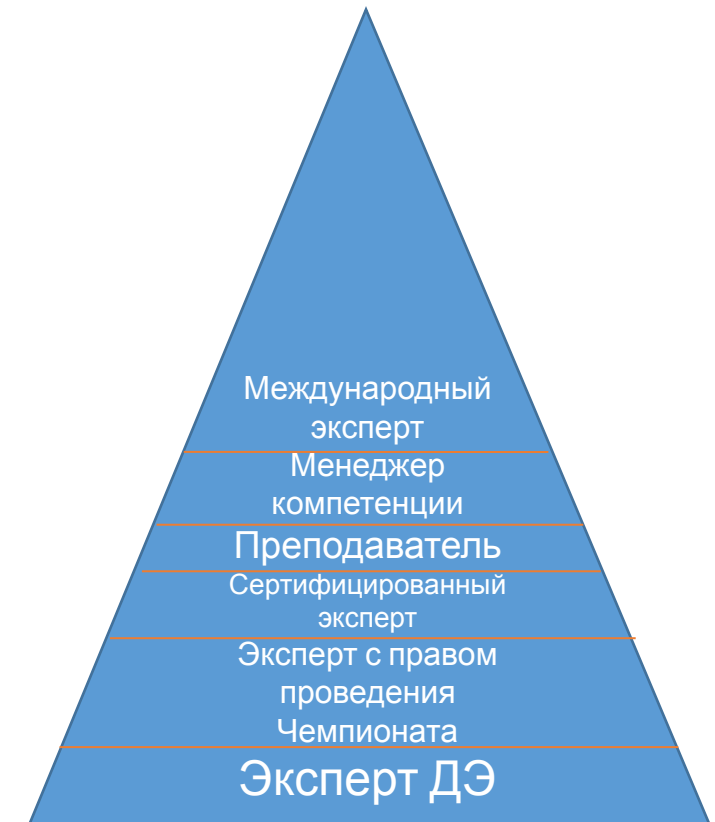 Международный
эксперт
Менеджер
компетенции
Преподаватель
Сертифицированный
эксперт
Эксперт с правом
проведения
Чемпионата
Эксперт ДЭ